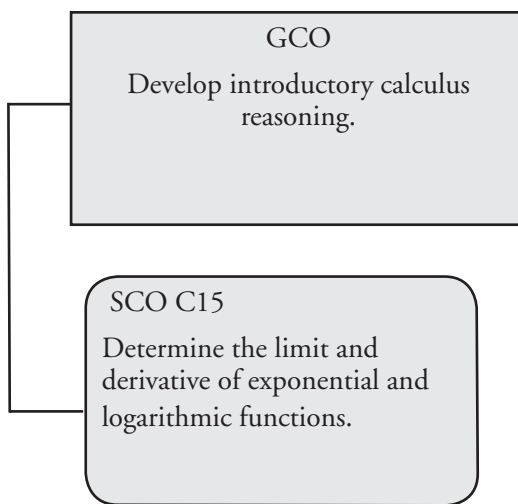 GCO
Develop introductory calculus
reasoning.
SCO C15
Determine the limit and
derivative of exponential and
logarithmic functions.